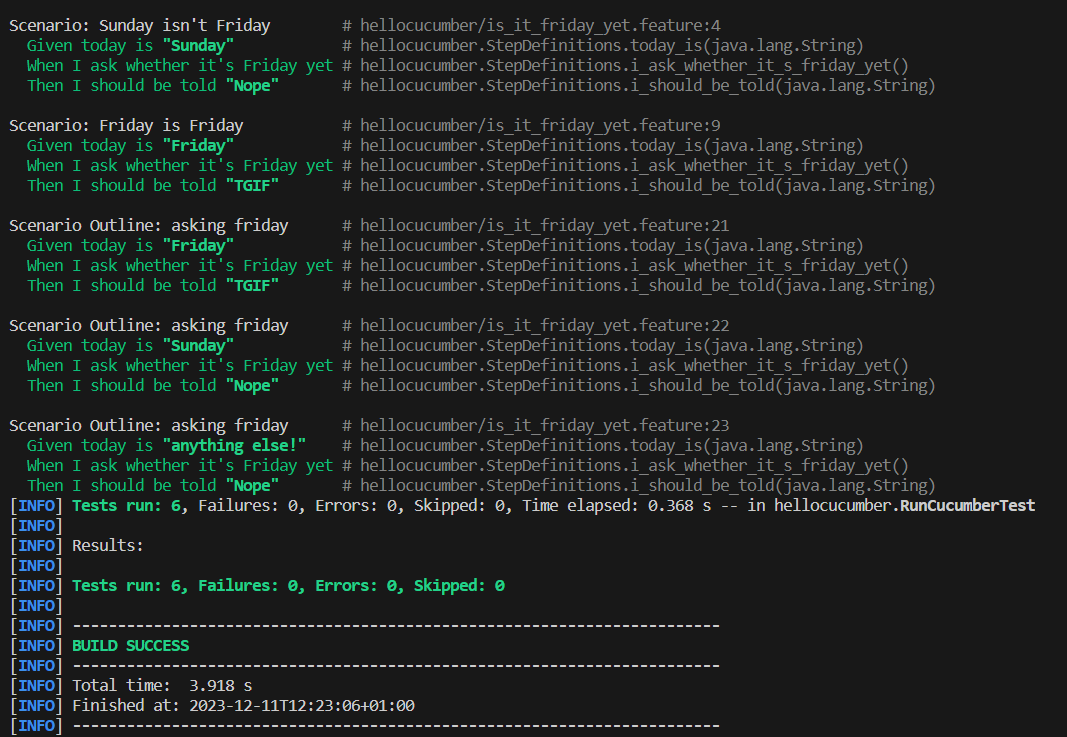 Scenario: Sunday isn't Friday # hellocucumber/is_it_friday_yet.feature:4
Given today is "Sunday" # hellocucumber.StepDefinitions.today_is(java.lang.String)
When I ask whether it's Friday yet # hellocucumber.StepDefinitions.i_ask_whether_it_s_friday_yet()
Then I should be told "Nope" # hellocucumber.StepDefinitions.i_should_be_told(java.lang.String)
Scenario: Friday is Friday # hellocucumber/is_it_friday_yet.feature:9
Given today is "Friday" # hellocucumber.StepDefinitions.today_is(java.lang.String)
When I ask whether it's Friday yet # hellocucumber.StepDefinitions.i_ask_whether_it_s_friday_yet()
Then I should be told "TGIF" # hellocucumber.StepDefinitions.i_should_be_told(java.lang.String)
Scenario Outline: asking friday # hellocucumber/is_it_friday_yet.feature:21
Given today is "Friday" # hellocucumber.StepDefinitions.today_is(java.lang.String)
When I ask whether it's Friday yet # hellocucumber.StepDefinitions.i_ask_whether_it_s_friday_yet()
Then I should be told "TGIF" # hellocucumber.StepDefinitions.i_should_be_told(java.lang.String)
Scenario Outline: asking friday # hellocucumber/is_it_friday_yet.feature:22
Given today is "Sunday" # hellocucumber.StepDefinitions.today_is(java.lang.String)
When I ask whether it's Friday yet # hellocucumber.StepDefinitions.i_ask_whether_it_s_friday_yet()
Then I should be told "Nope" # hellocucumber.StepDefinitions.i_should_be_told(java.lang.String)
Scenario Outline: asking friday # hellocucumber/is_it_friday_yet.feature:23
Given today is "anything else!" # hellocucumber.StepDefinitions.today_is(java.lang.String)
When I ask whether it's Friday yet # hellocucumber.StepDefinitions.i_ask_whether_it_s_friday_yet()
Then I should be told "Nope" # hellocucumber.StepDefinitions.i_should_be_told(java.lang.String)
[INFO] Tests run: 6, Failures: 0, Errors: 0, Skipped: 0, Time elapsed: 0.368 s -- in hellocucumber.RunCucumberTest
[INFO]
[INFO] Results:
[INFO]
[INFO] Tests run: 6, Failures: 0, Errors: 0, Skipped: 0
[INFO]
[INFO] ------------------------------------------------------------------------
[INFO] BUILD SUCCESS
[INFO] ------------------------------------------------------------------------
[INFO] Total time:  3.918 s
[INFO] Finished at: 2023-12-11T12:23:06+01:00
[INFO] ------------------------------------------------------------------------